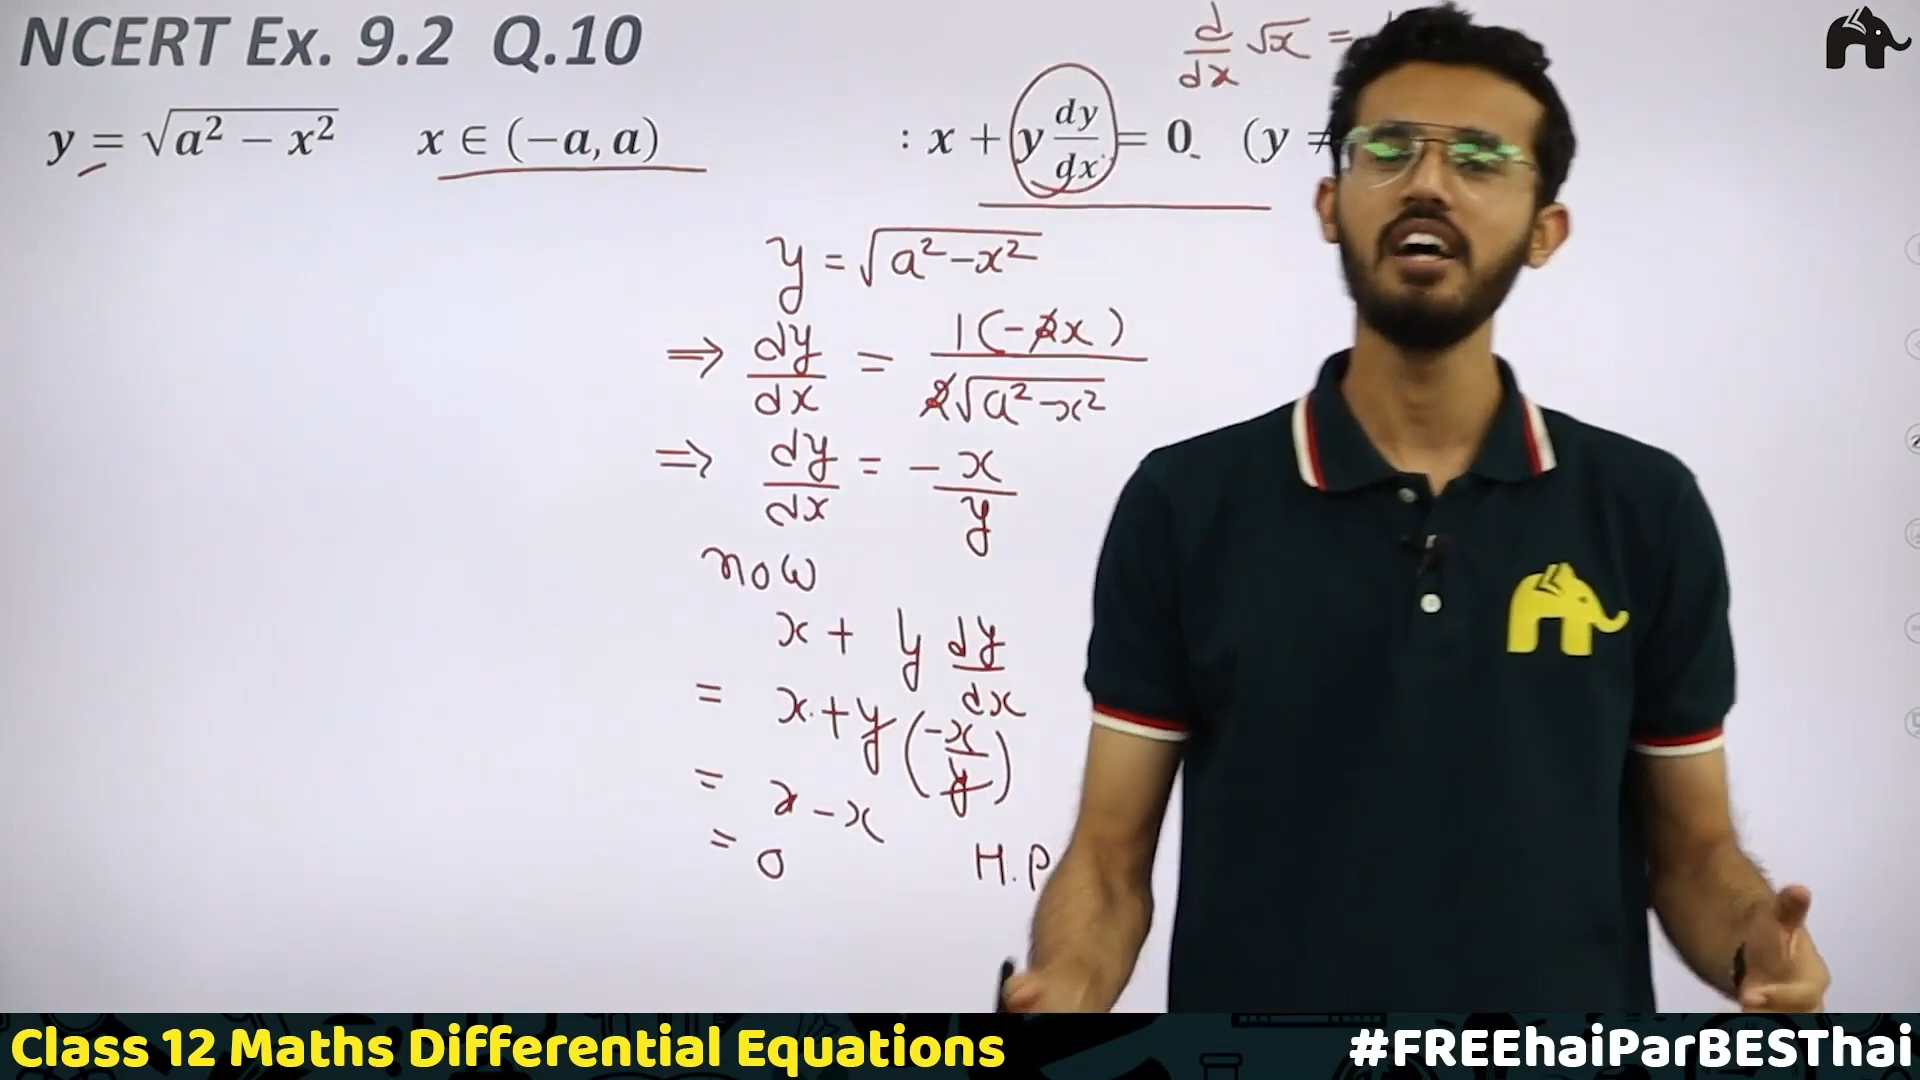 NCERT Ex. 9.2 Q.10
d/dx √x =
y = √(a² − x²) x ∈ (−a, a) : x + y dy/dx = 0 (y ≠
y = √(a² − x²)
⇒ dy/dx = 1(−2x)/2√(a² − x²)
⇒ dy/dx = −x/y
now
x + y dy/dx
= x + y(−x/y)
= x − x
= 0 H.P
Class 12 Maths Differential Equations #FREEhaiParBESThai